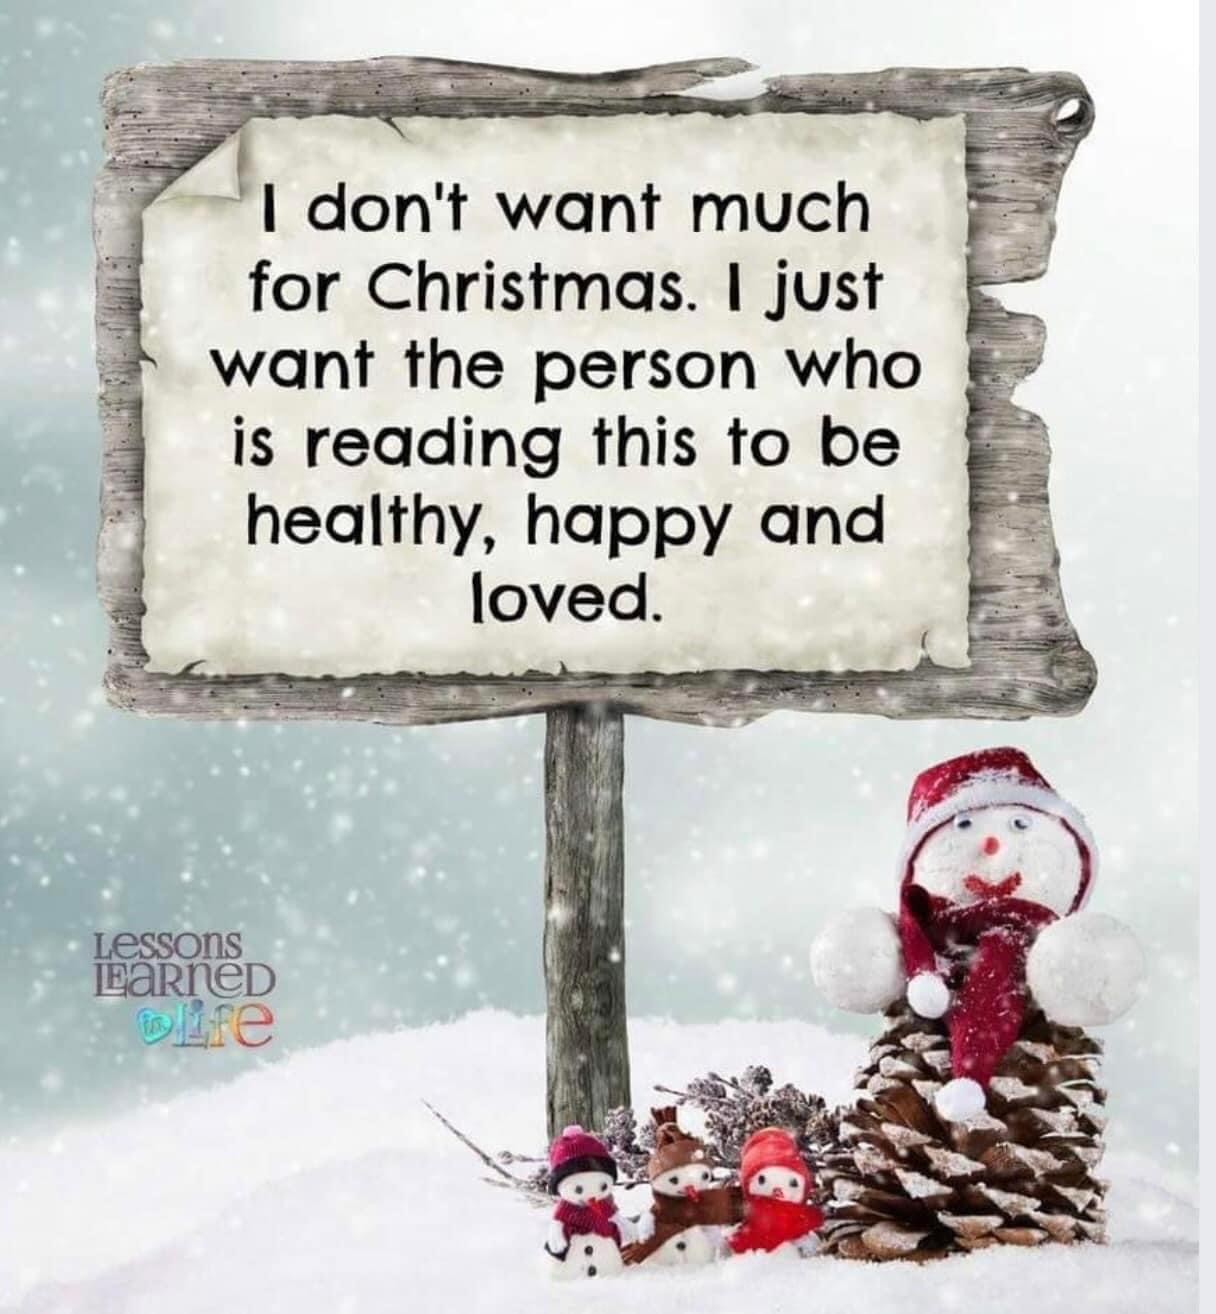 I don't want much
for Christmas. I just
want the person who
is reading this to be
healthy, happy and
loved.
Lessons
Learned
in Life